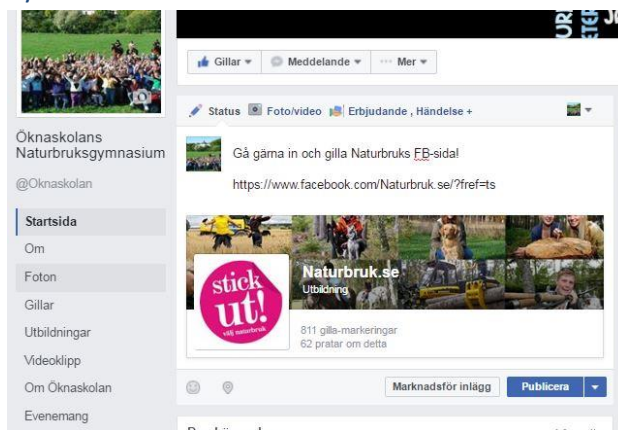 Gillar
Meddelande
Mer
Öknaskolans
Naturbruksgymnasium
@Oknaskolan
Startsida
Om
Foton
Gillar
Utbildningar
Videoklipp
Om Öknaskolan
Evenemang
Status Foto/video Erbjudande , Händelse +
Gå gärna in och gilla Naturbruks FB-sida!
https://www.facebook.com/Naturbruk.se/?fref=ts
stick
ut!
välj naturbruk
Naturbruk.se
Utbildning
811 gilla-markeringar
62 pratar om detta
Marknadsför inlägg
Publicera